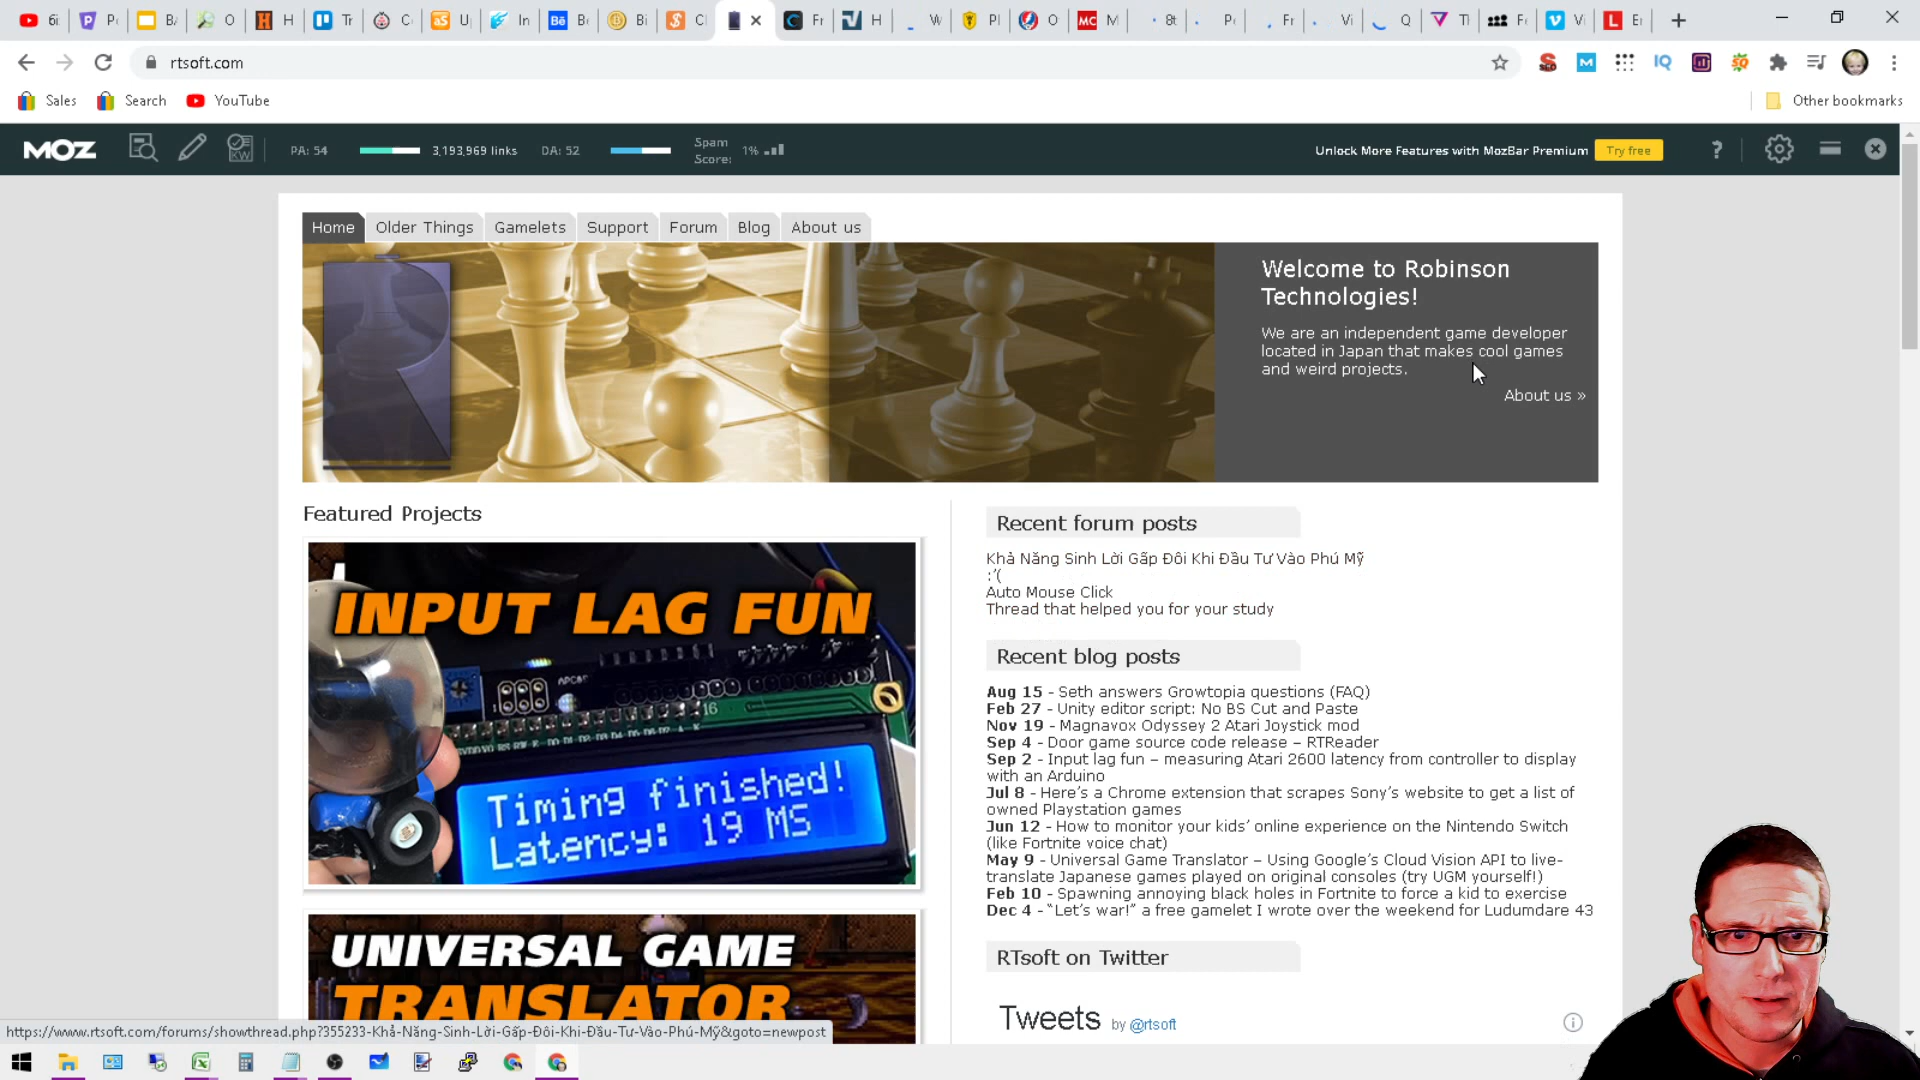 6i
P
B
O
H
Tr
C
U
In
B
Bi
C
Fr
H
W
Pl
O
M
8t
P
Fr
Vi
Q
Tl
F
Vi
Er
rtsoft.com
Sales
Search
YouTube
Other bookmarks
MOZ
PA: 54
3,193,969 links
DA: 52
Spam
Score:
1%
Unlock More Features with MozBar Premium
Try free
Home
Older Things
Gamelets
Support
Forum
Blog
About us
Welcome to Robinson
Technologies!
We are an independent game developer
located in Japan that makes cool games
and weird projects.
About us »
Featured Projects
INPUT LAG FUN
16
Timing finished!
Latency: 19 MS
UNIVERSAL GAME
TRANSLATOR
Recent forum posts
Khả Năng Sinh Lời Gấp Đôi Khi Đầu Tư Vào Phú Mỹ
:'(
Auto Mouse Click
Thread that helped you for your study
Recent blog posts
Aug 15 - Seth answers Growtopia questions (FAQ)
Feb 27 - Unity editor script: No BS Cut and Paste
Nov 19 - Magnavox Odyssey 2 Atari Joystick mod
Sep 4 - Door game source code release – RTReader
Sep 2 - Input lag fun – measuring Atari 2600 latency from controller to display
with an Arduino
Jul 8 - Here's a Chrome extension that scrapes Sony's website to get a list of
owned Playstation games
Jun 12 - How to monitor your kids' online experience on the Nintendo Switch
(like Fortnite voice chat)
May 9 - Universal Game Translator – Using Google's Cloud Vision API to live-
translate Japanese games played on original consoles (try UGM yourself!)
Feb 10 - Spawning annoying black holes in Fortnite to force a kid to exercise
Dec 4 - “Let's war!” a free gamelet I wrote over the weekend for Ludumdare 43
RTsoft on Twitter
Tweets by @rtsoft
https://www.rtsoft.com/forums/showthread.php?355233-Khả-Năng-Sinh-Lời-Gấp-Đôi-Khi-Đầu-Tư-Vào-Phú-Mỹ&goto=newpost